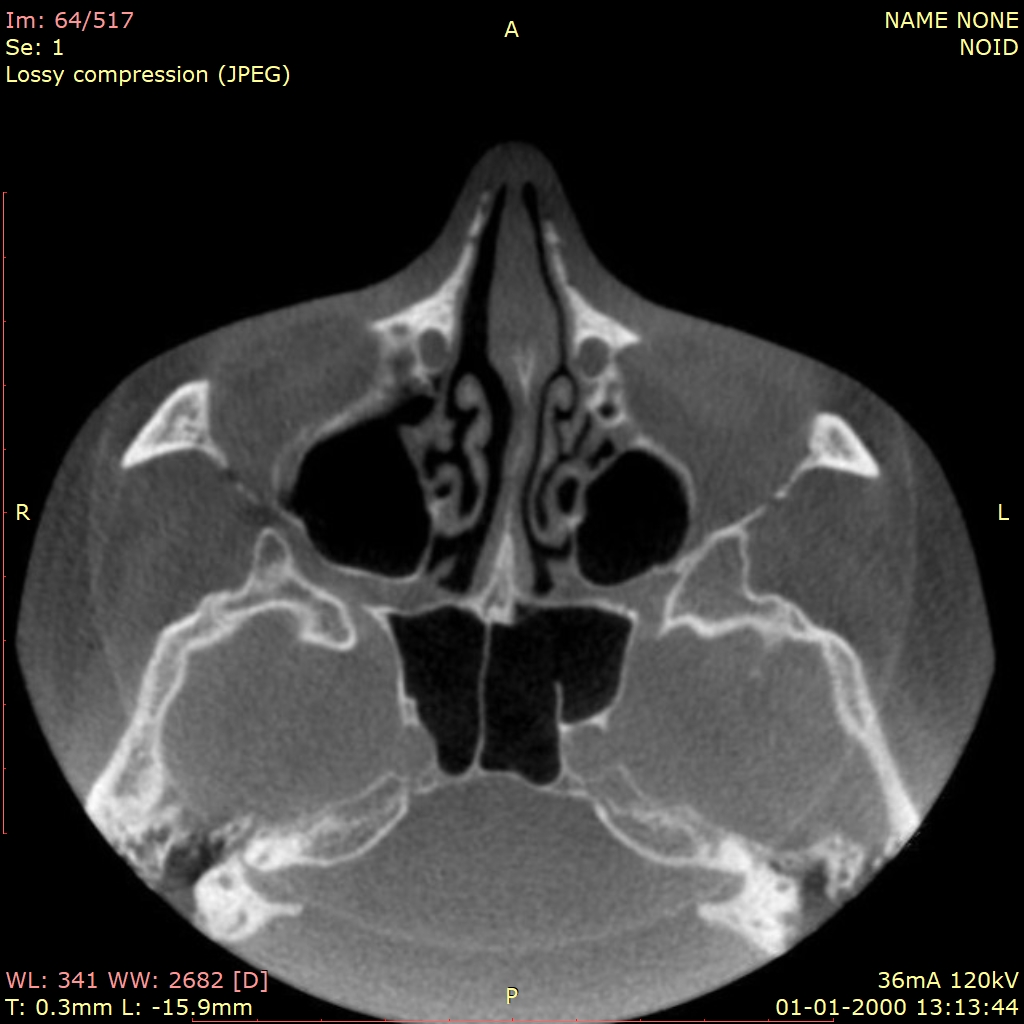 Im: 64/517
Se: 1
Lossy compression (JPEG)
A
NAME NONE
NOID
R
L
WL: 341 WW: 2682 [D]
T: 0.3mm L: -15.9mm
P
36mA 120kV
01-01-2000 13:13:44